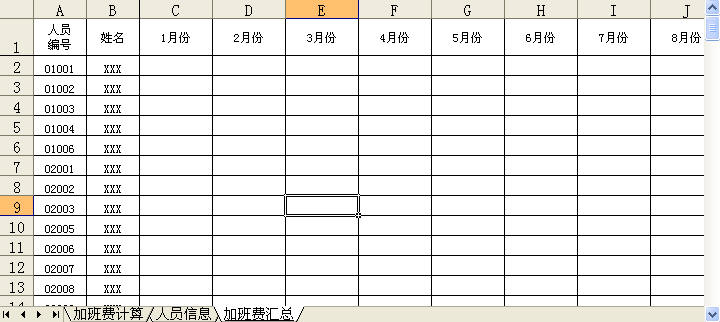 A B C D E F G H I J
1 人员 编号 姓名 1月份 2月份 3月份 4月份 5月份 6月份 7月份 8月份
2 01001 XXX
3 01002 XXX
4 01003 XXX
5 01004 XXX
6 01006 XXX
7 02001 XXX
8 02002 XXX
9 02003 XXX
10 02005 XXX
11 02006 XXX
12 02007 XXX
13 02008 XXX
加班费计算 人员信息 加班费汇总